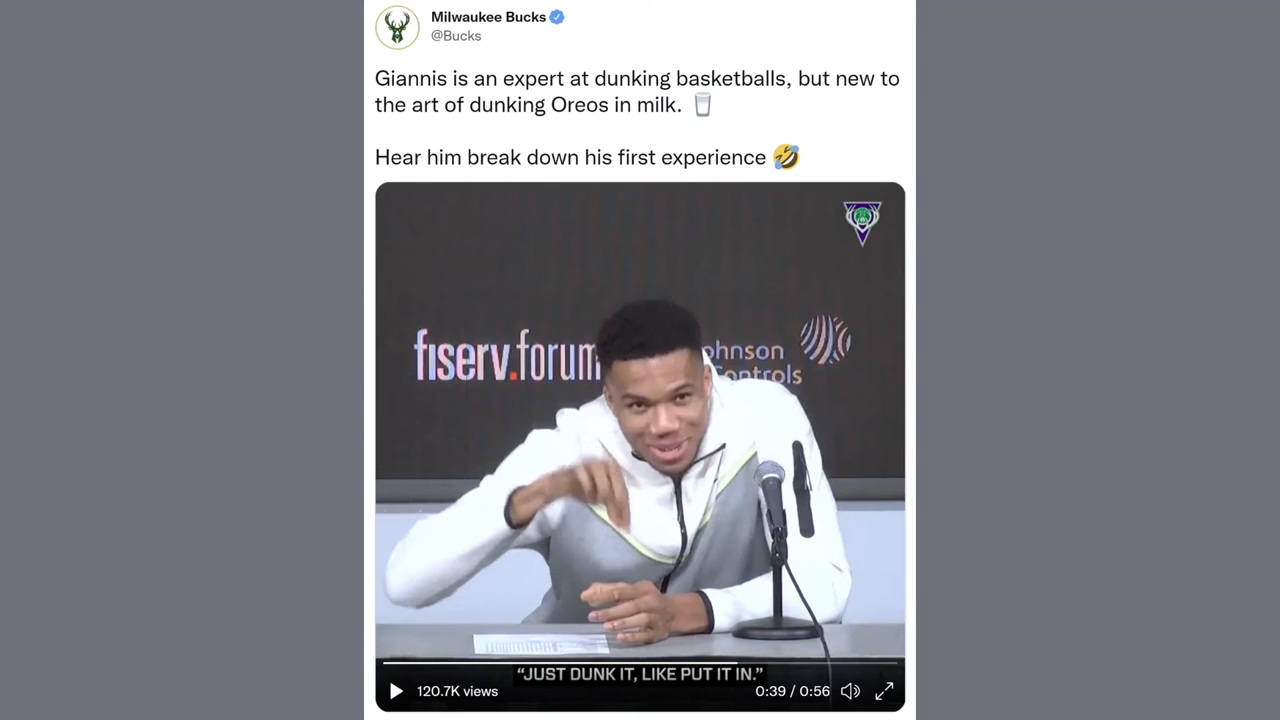 Milwaukee Bucks
@Bucks
Giannis is an expert at dunking basketballs, but new to
the art of dunking Oreos in milk. 🥛
Hear him break down his first experience 🤣
fiserv.forum
ohnson
Controls
“JUST DUNK IT, LIKE PUT IT IN.”
120.7K views
0:39 / 0:56